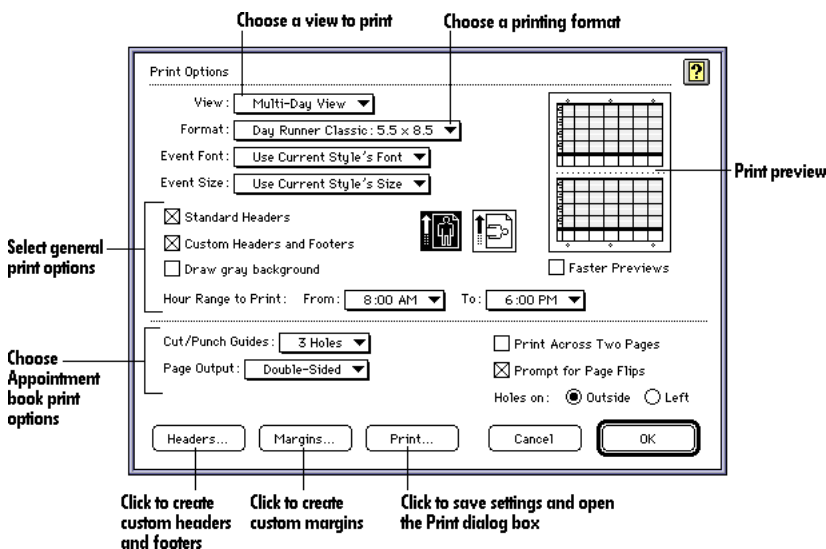 Choose a view to print
Choose a printing format
Print Options
?
View: Multi-Day View
Format: Day Runner Classic: 5.5 x 8.5
Event Font: Use Current Style's Font
Event Size: Use Current Style's Size
Print preview
Select general
print options
Standard Headers
Custom Headers and Footers
Draw gray background
Faster Previews
Hour Range to Print: From: 8:00 AM To: 6:00 PM
Choose
Appointment
book print
options
Cut/Punch Guides: 3 Holes
Page Output: Double-Sided
Print Across Two Pages
Prompt for Page Flips
Holes on: Outside Left
Headers... Margins... Print... Cancel OK
Click to create
custom headers
and footers
Click to create
custom margins
Click to save settings and open
the Print dialog box